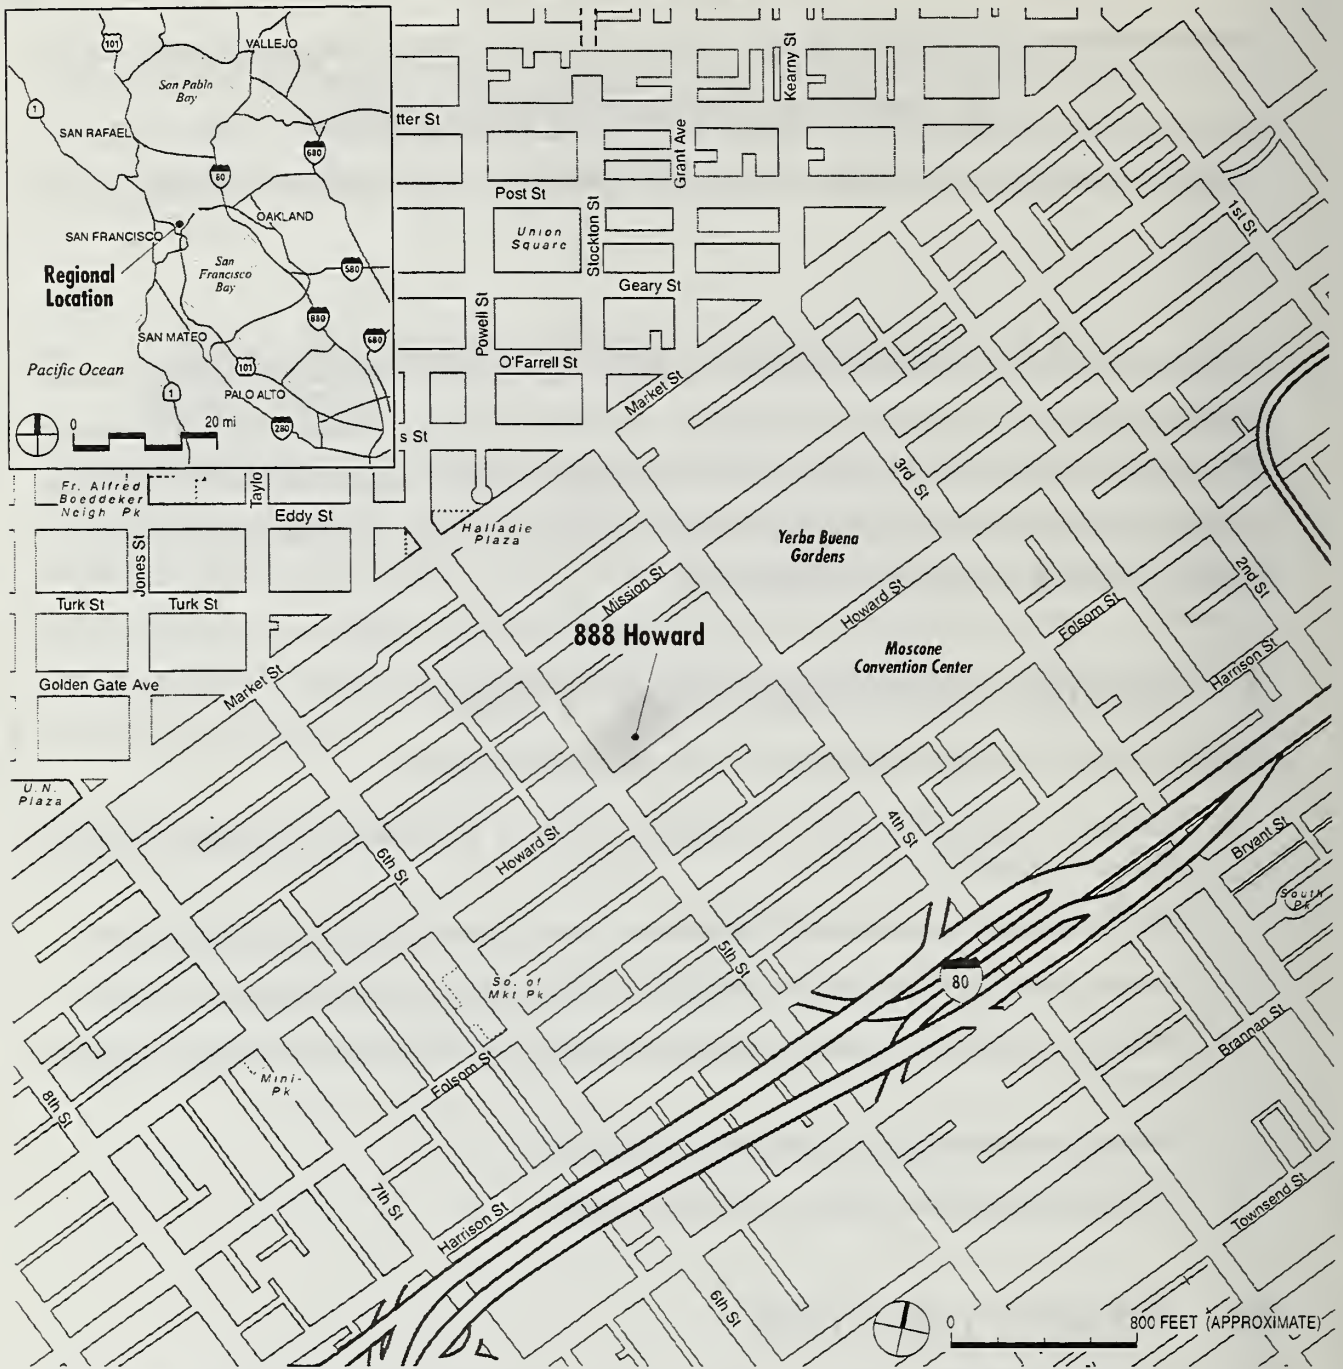 101
VALLEJO
San Pablo
Bay
1
SAN RAFAEL
680
80
OAKLAND
SAN FRANCISCO
San
Francisco
Bay
580
Regional
Location
880
SAN MATEO
680
Pacific Ocean
101
1
PALO ALTO
280
0
20 mi
Kearny St
tter St
Grant Ave
Post St
Stockton St
Union
Square
1st St
Geary St
Powell St
O'Farrell St
Market St
s St
3rd St
Fr. Alfred
Boeddeker
Neigh Pk
Taylo
Eddy St
Halladie
Plaza
Yerba Buena
Gardens
Jones St
2nd St
Turk St
Turk St
Mission St
Howard St
Folsom St
888 Howard
Moscone
Convention Center
Harrison St
Golden Gate Ave
Market St
U.N.
Plaza
4th St
Howard St
Bryant St
6th St
South
Pk
5th St
80
So. of
Mkt Pk
Brannan St
Folsom S
Mini-
Pk
8th St
7th St
Harrison St
Townsend St
6th St
0
800 FEET (APPROXIMATE)